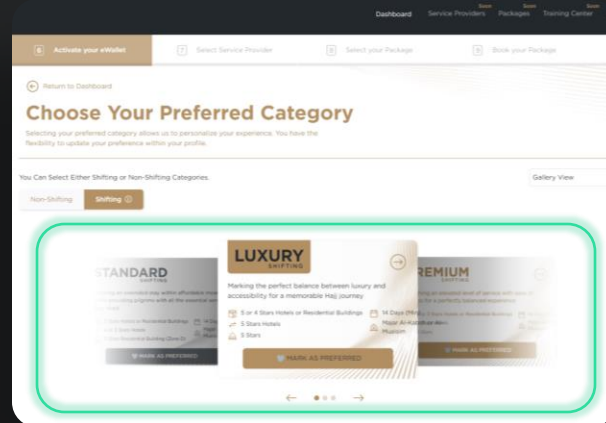 Soon Soon Soon
Dashboard Service Providers Packages Training Center
6 Activate your eWallet 7 Select Service Provider 8 Select your Package 9 Book your Package
Return to Dashboard
Choose Your Preferred Category
Selecting your preferred category allows us to personalize your experience. You have the
flexibility to update your preference within your profile.
You Can Select Either Shifting or Non-Shifting Categories.
Gallery View
Non-Shifting Shifting
STANDARD
SHIFTING
MARK AS PREFERRED
LUXURY
SHIFTING
Marking the perfect balance between luxury and
accessibility for a memorable Hajj journey
5 or 4 Stars Hotels or Residential Buildings
14 Days (Min)
5 Stars Hotels
Majar
5 Stars
Muaisim
MARK AS PREFERRED
EMIUM
SHIFTING
MARK AS PREFERRED